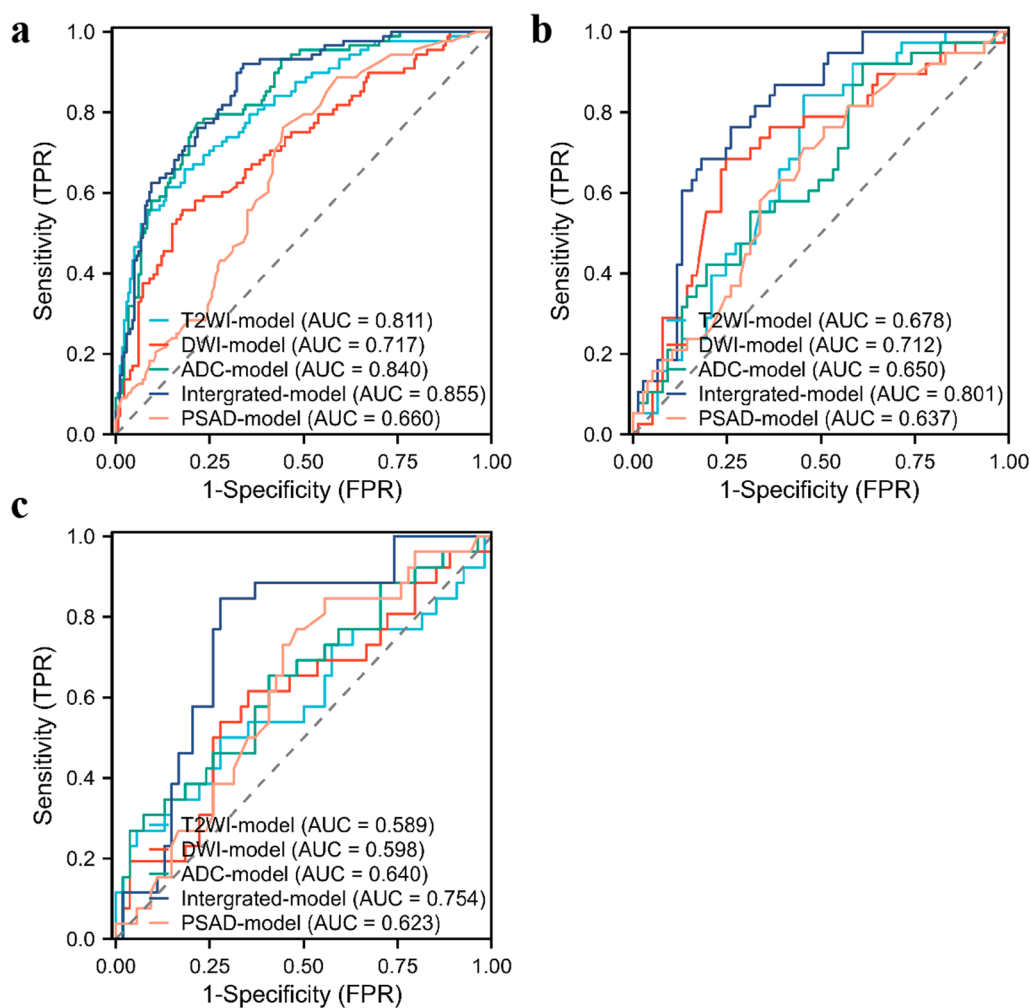 a
1.0
0.8
0.6
0.4
0.2
0.0
Sensitivity (TPR)
T2WI-model (AUC = 0.811)
DWI-model (AUC = 0.717)
ADC-model (AUC = 0.840)
Intergrated-model (AUC = 0.855)
PSAD-model (AUC = 0.660)
0.00 0.25 0.50 0.75 1.00
1-Specificity (FPR)
b
1.0
0.8
0.6
0.4
0.2
0.0
Sensitivity (TPR)
T2WI-model (AUC = 0.678)
DWI-model (AUC = 0.712)
ADC-model (AUC = 0.650)
Intergrated-model (AUC = 0.801)
PSAD-model (AUC = 0.637)
0.00 0.25 0.50 0.75 1.00
1-Specificity (FPR)
c
1.0
0.8
0.6
0.4
0.2
0.0
Sensitivity (TPR)
T2WI-model (AUC = 0.589)
DWI-model (AUC = 0.598)
ADC-model (AUC = 0.640)
Intergrated-model (AUC = 0.754)
PSAD-model (AUC = 0.623)
0.00 0.25 0.50 0.75 1.00
1-Specificity (FPR)